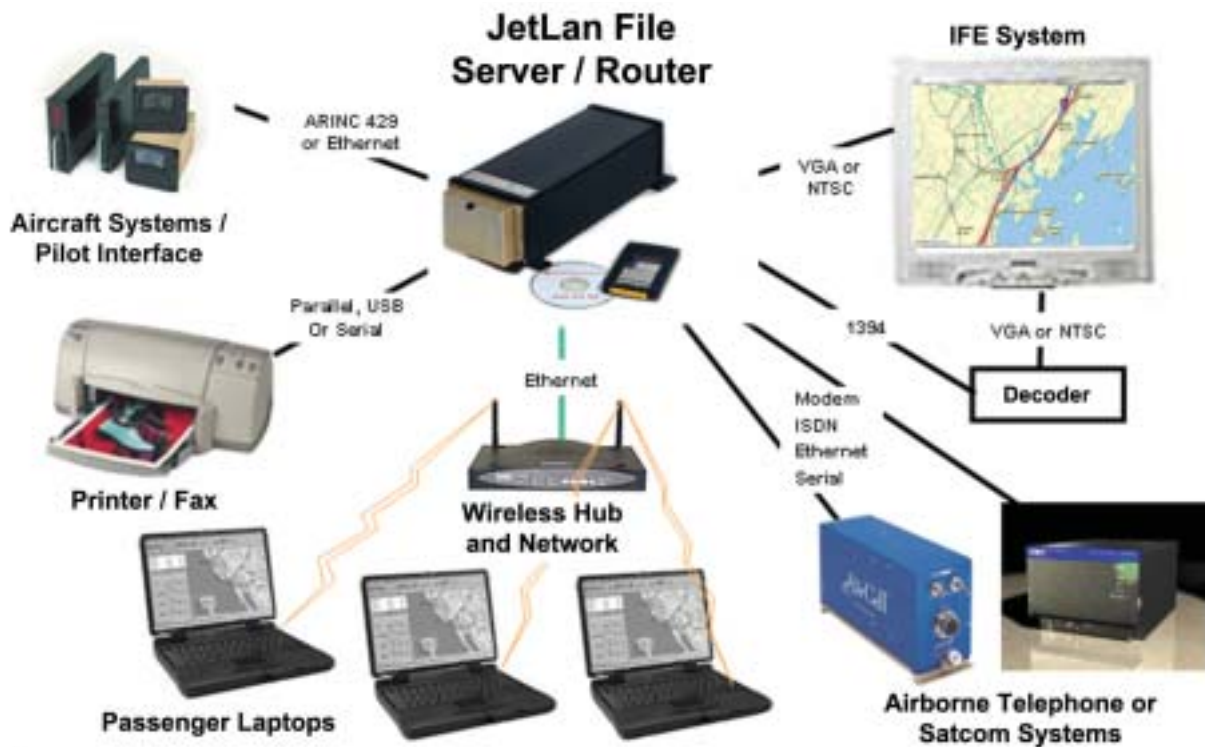 JetLan File
Server / Router
IFE System
ARINC 429
or Ethernet
VGA or
NTSC
Aircraft Systems /
Pilot Interface
Parallel, USB
Or Serial
1394
VGA or NTSC
Ethernet
Decoder
Modem
ISDN
Ethernet
Serial
Printer / Fax
Wireless Hub
and Network
AirCell
Passenger Laptops
Airborne Telephone or
Satcom Systems